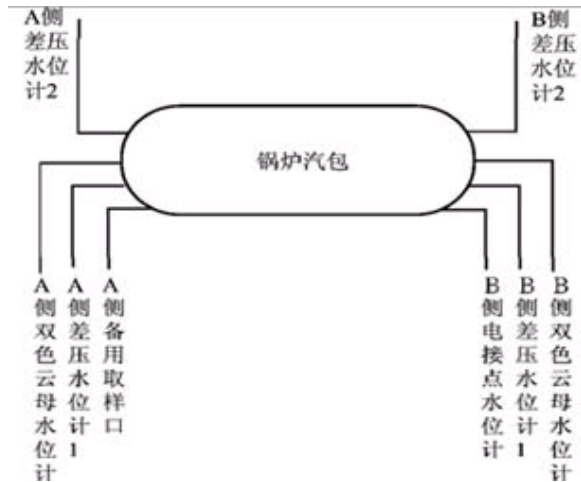 A侧差压水位计2
B侧差压水位计2
锅炉汽包
A侧双色云母水位计
A侧差压水位计1
A侧备用取样口
B侧电接点水位计
B侧差压水位计1
B侧双色云母水位计